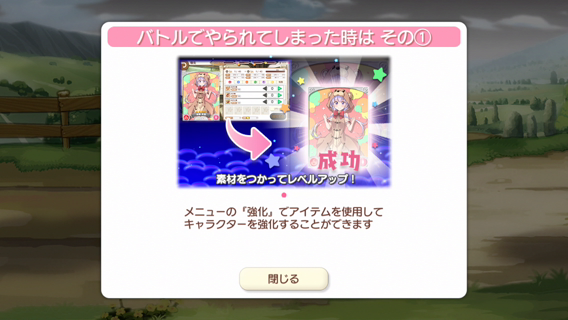 バトルでやられてしまった時は その①
成功
素材をつかってレベルアップ！
メニューの「強化」でアイテムを使用して
キャラクターを強化することができます
閉じる